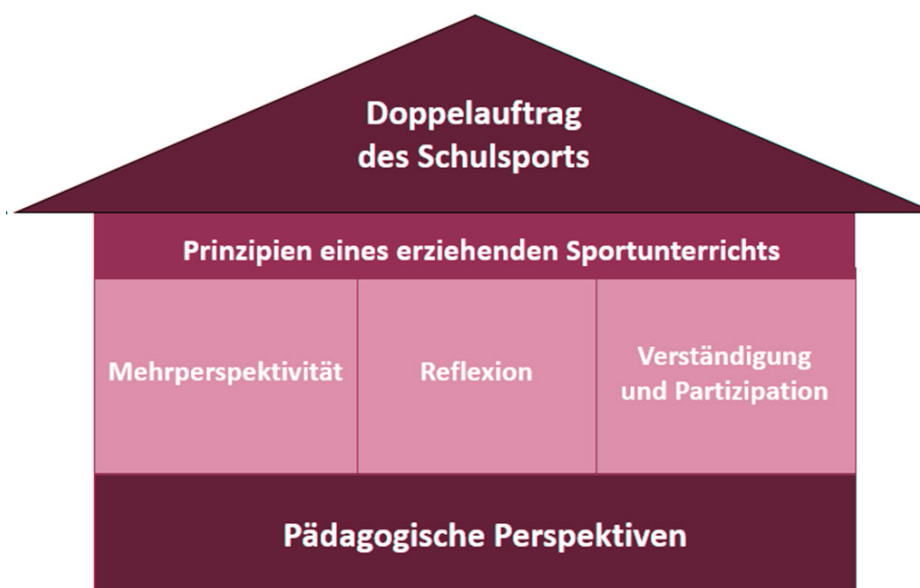 Doppelauftrag
des Schulsports
Prinzipien eines erziehenden Sportunterrichts
Mehrperspektivität
Reflexion
Verständigung
und Partizipation
Pädagogische Perspektiven